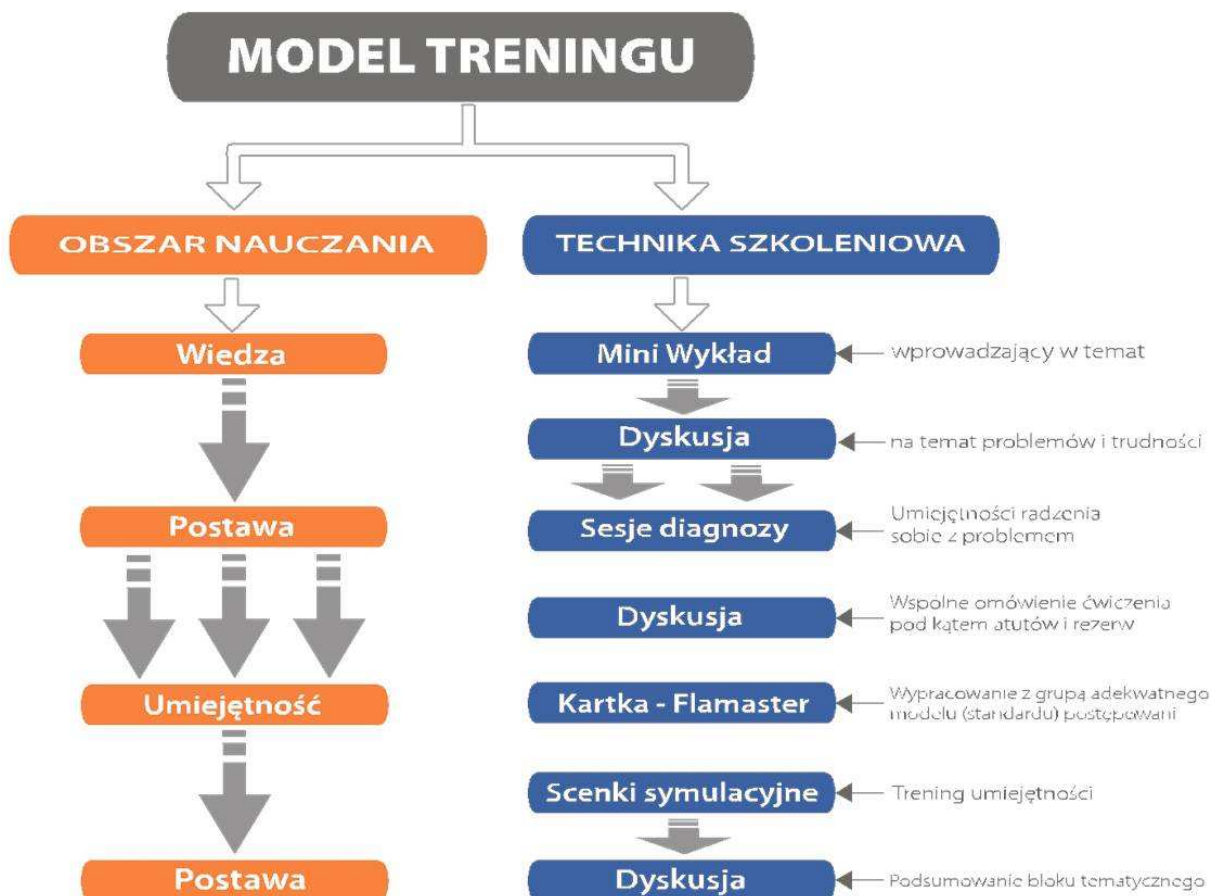 MODEL TRENINGU
OBSZAR NAUCZANIA
TECHNIKA SZKOLENIOWA
Wiedza
Mini Wykład
wprowadzający w temat
Dyskusja
na temat problemów i trudności
Postawa
Sesje diagnozy
Umiejętności radzenia
sobie z problemem
Dyskusja
Wspólne omówienie ćwiczenia
pod kątem atutów i rezerw
Umiejętność
Kartka - Flamaster
Wypracowanie z grupą adekwatnego
modelu (standardu) postępowani
Scenki symulacyjne
Trening umiejętności
Postawa
Dyskusja
Podsumowanie bloku tematycznego